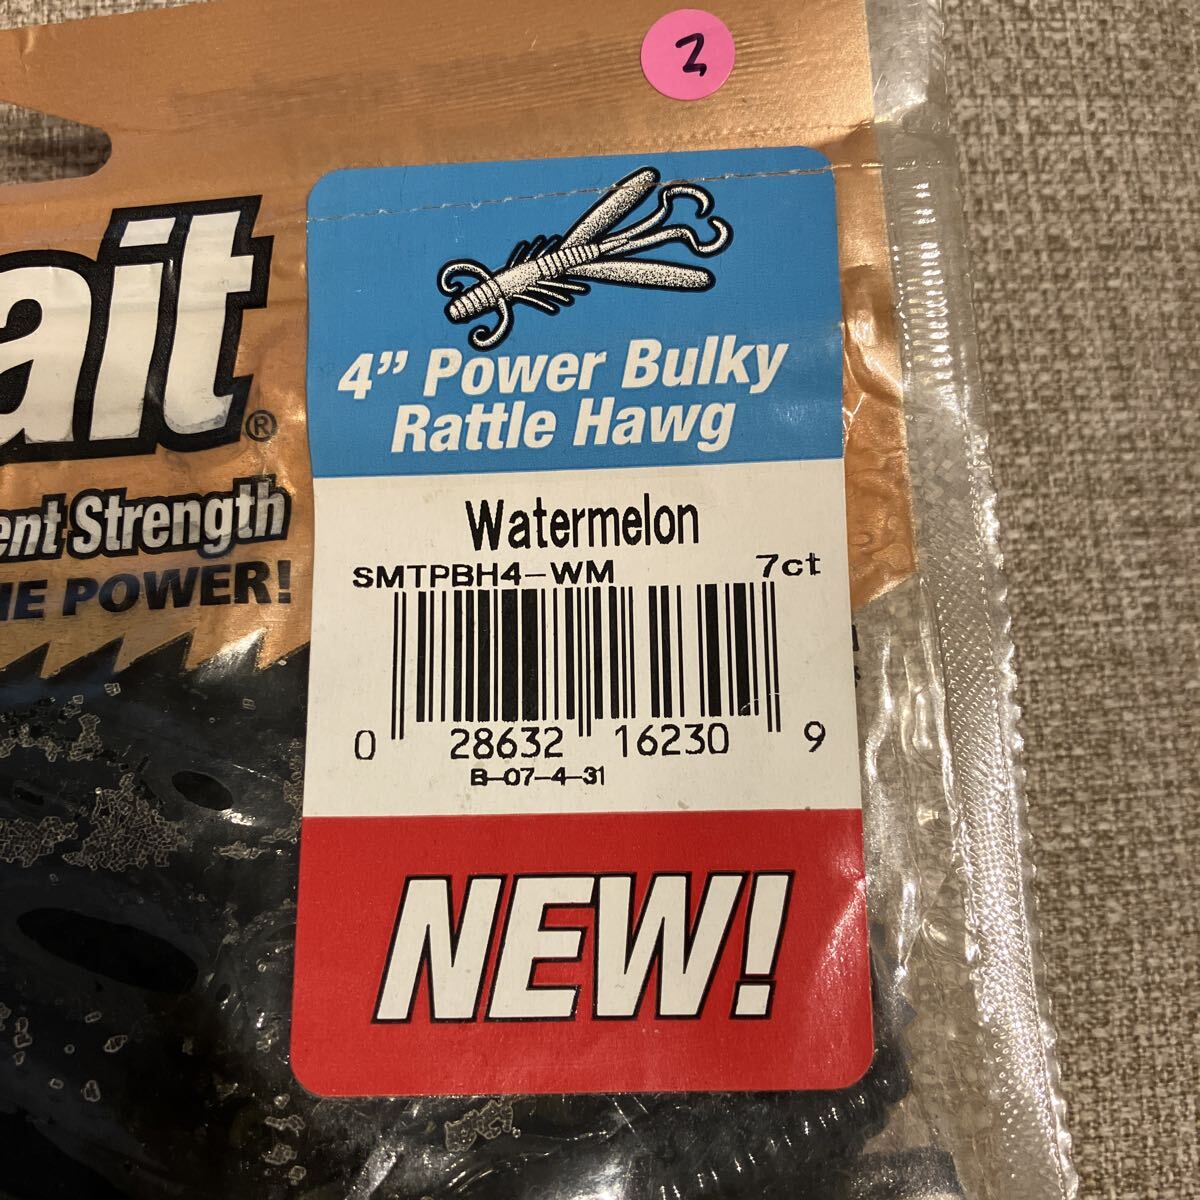 3
ait®
4” Power Bulky
Rattle Hawg
Watermelon
SMTPBH4-WM 7ct
ent Strength
HE POWER!
0 28632 16230 9
B-07-4-31
NEW!